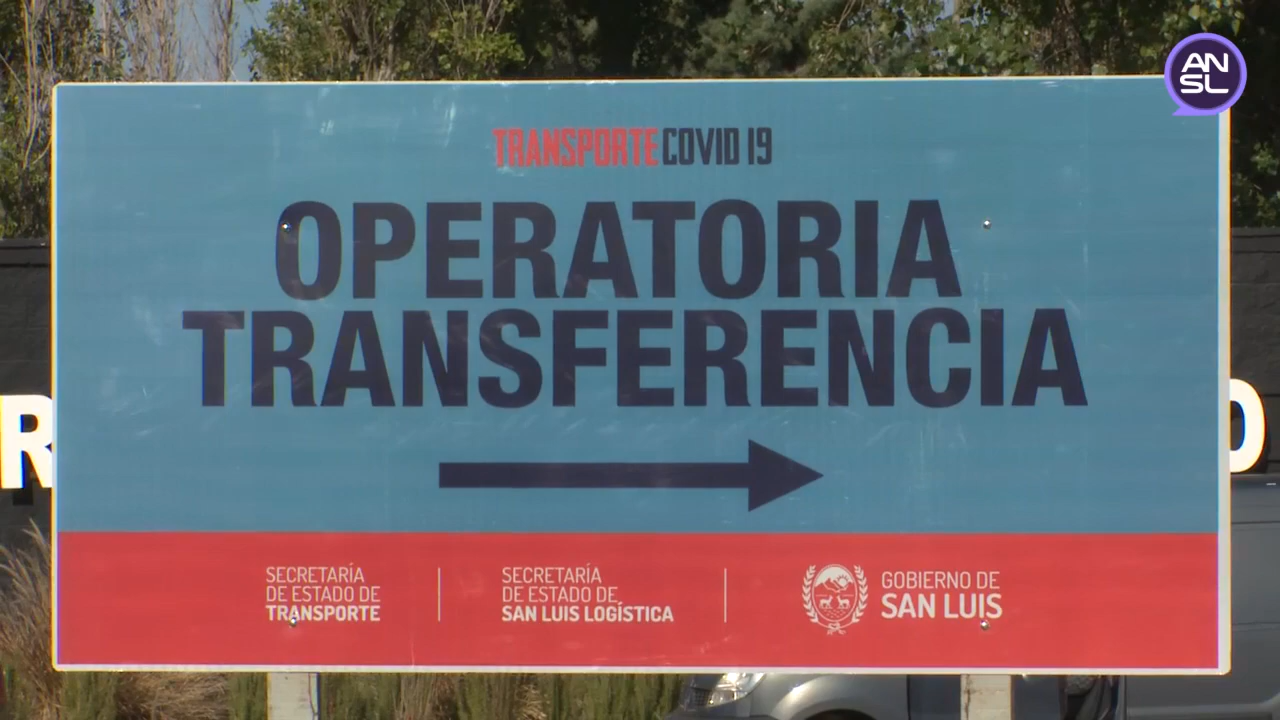 AN
SL
TRANSPORTE COVID 19
OPERATORIA
TRANSFERENCIA
R
O
SECRETARÍA
DE ESTADO DE
TRANSPORTE
SECRETARÍA
DE ESTADO DE
SAN LUIS LOGÍSTICA
GOBIERNO DE
SAN LUIS